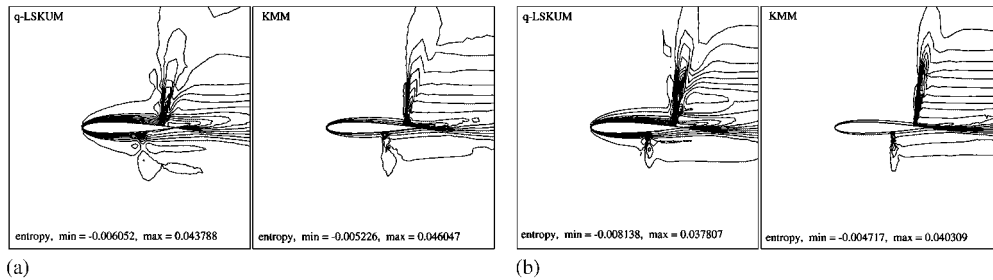 q-LSKUM
KMM
entropy, min = -0.006052, max = 0.043788
entropy, min = -0.005226, max = 0.046047
(a)
q-LSKUM
KMM
entropy, min = -0.008138, max = 0.037807
entropy, min = -0.004717, max = 0.040309
(b)